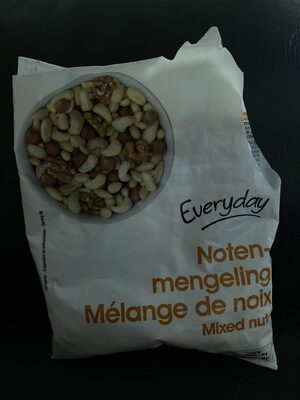 Everyday
Noten-
mengeling
Mélange de noix
Mixed nut